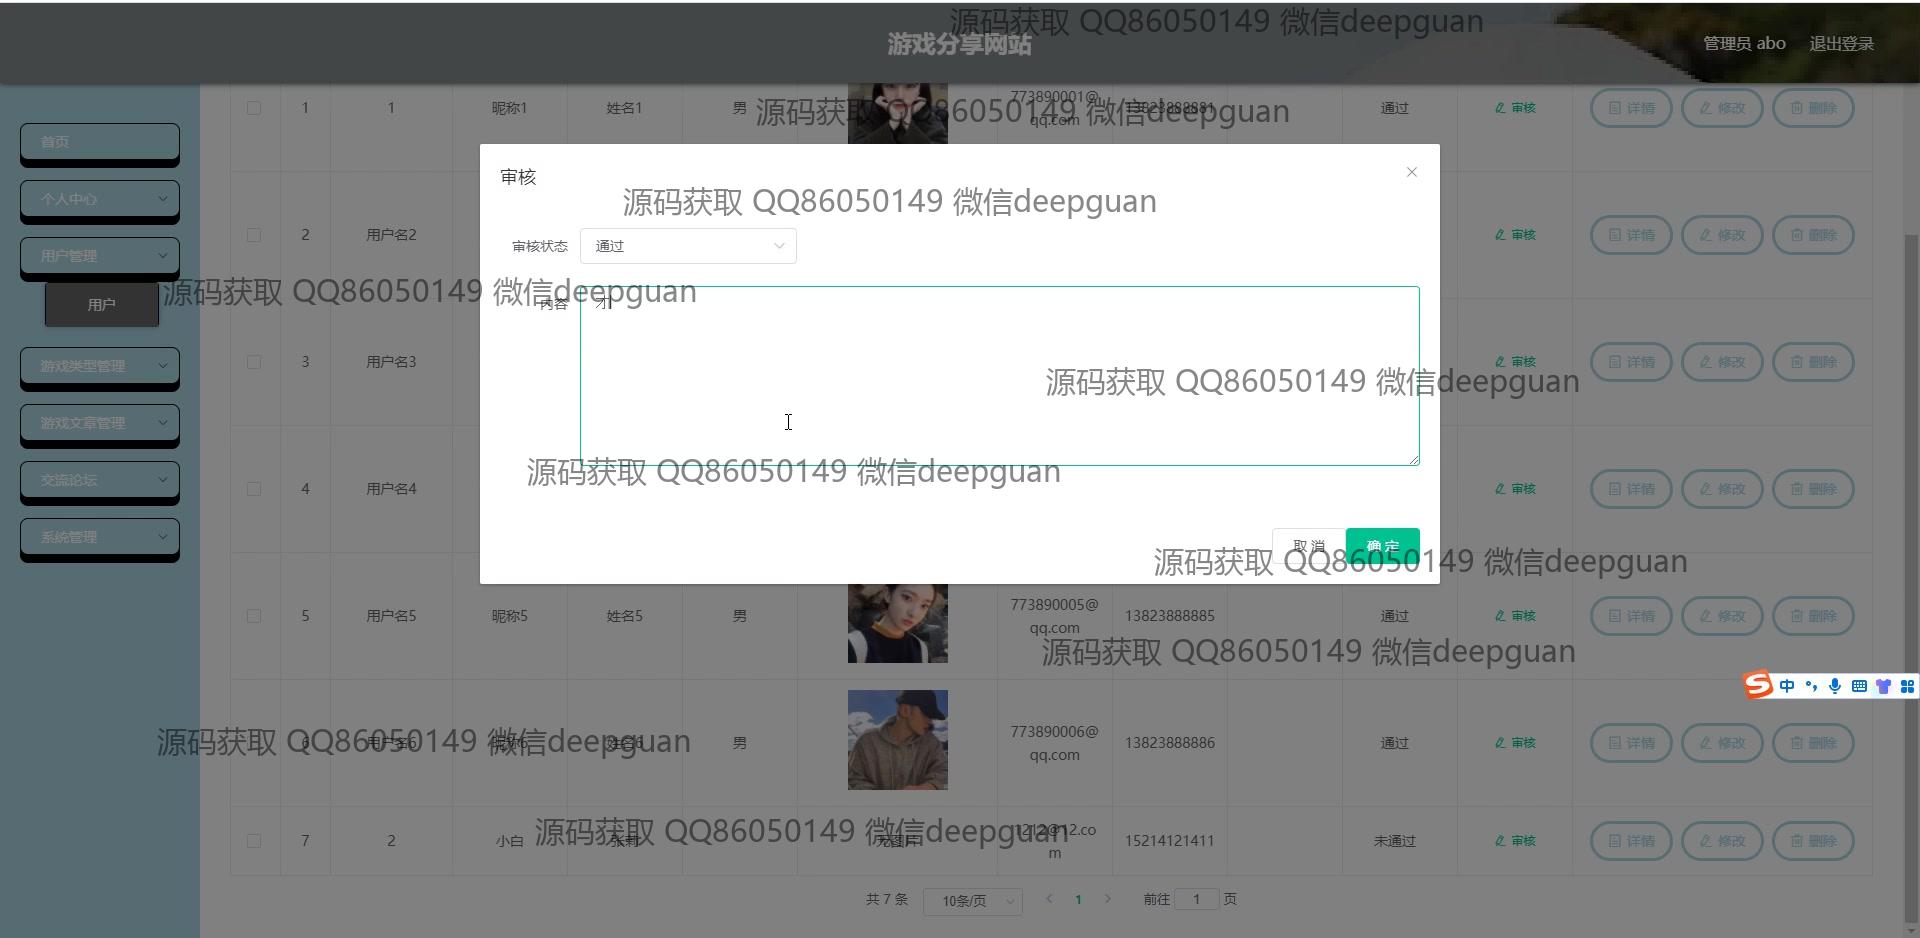 源码获取 QQ86050149 微信deepguan
游戏分享网站
管理员 abo
退出登录
1 1 昵称1 姓名1 男 773890001@qq.com 13823888881 通过 审核 详情 修改 删除
源码获取 QQ86050149 微信deepguan
首页
个人中心
用户管理
用户
游戏类型管理
游戏文章管理
交流论坛
系统管理
审核
源码获取 QQ86050149 微信deepguan
审核状态 通过
2 用户名2 审核 详情 修改 删除
源码获取 QQ86050149 微信deepguan
内容
3 用户名3 审核 详情 修改 删除
源码获取 QQ86050149 微信deepguan
源码获取 QQ86050149 微信deepguan
4 用户名4 审核 详情 修改 删除
取消 确定
源码获取 QQ86050149 微信deepguan
5 用户名5 昵称5 姓名5 男 773890005@qq.com 13823888885 通过 审核 详情 修改 删除
源码获取 QQ86050149 微信deepguan
中
6 用户名6 昵称6 姓名6 男 773890006@qq.com 13823888886 通过 审核 详情 修改 删除
源码获取 QQ86050149 微信deepguan
7 2 小白 张莉 无图片 1212@12.com 15214121411 未通过 审核 详情 修改 删除
源码获取 QQ86050149 微信deepguan
共 7 条 10条/页 1 前往 1 页